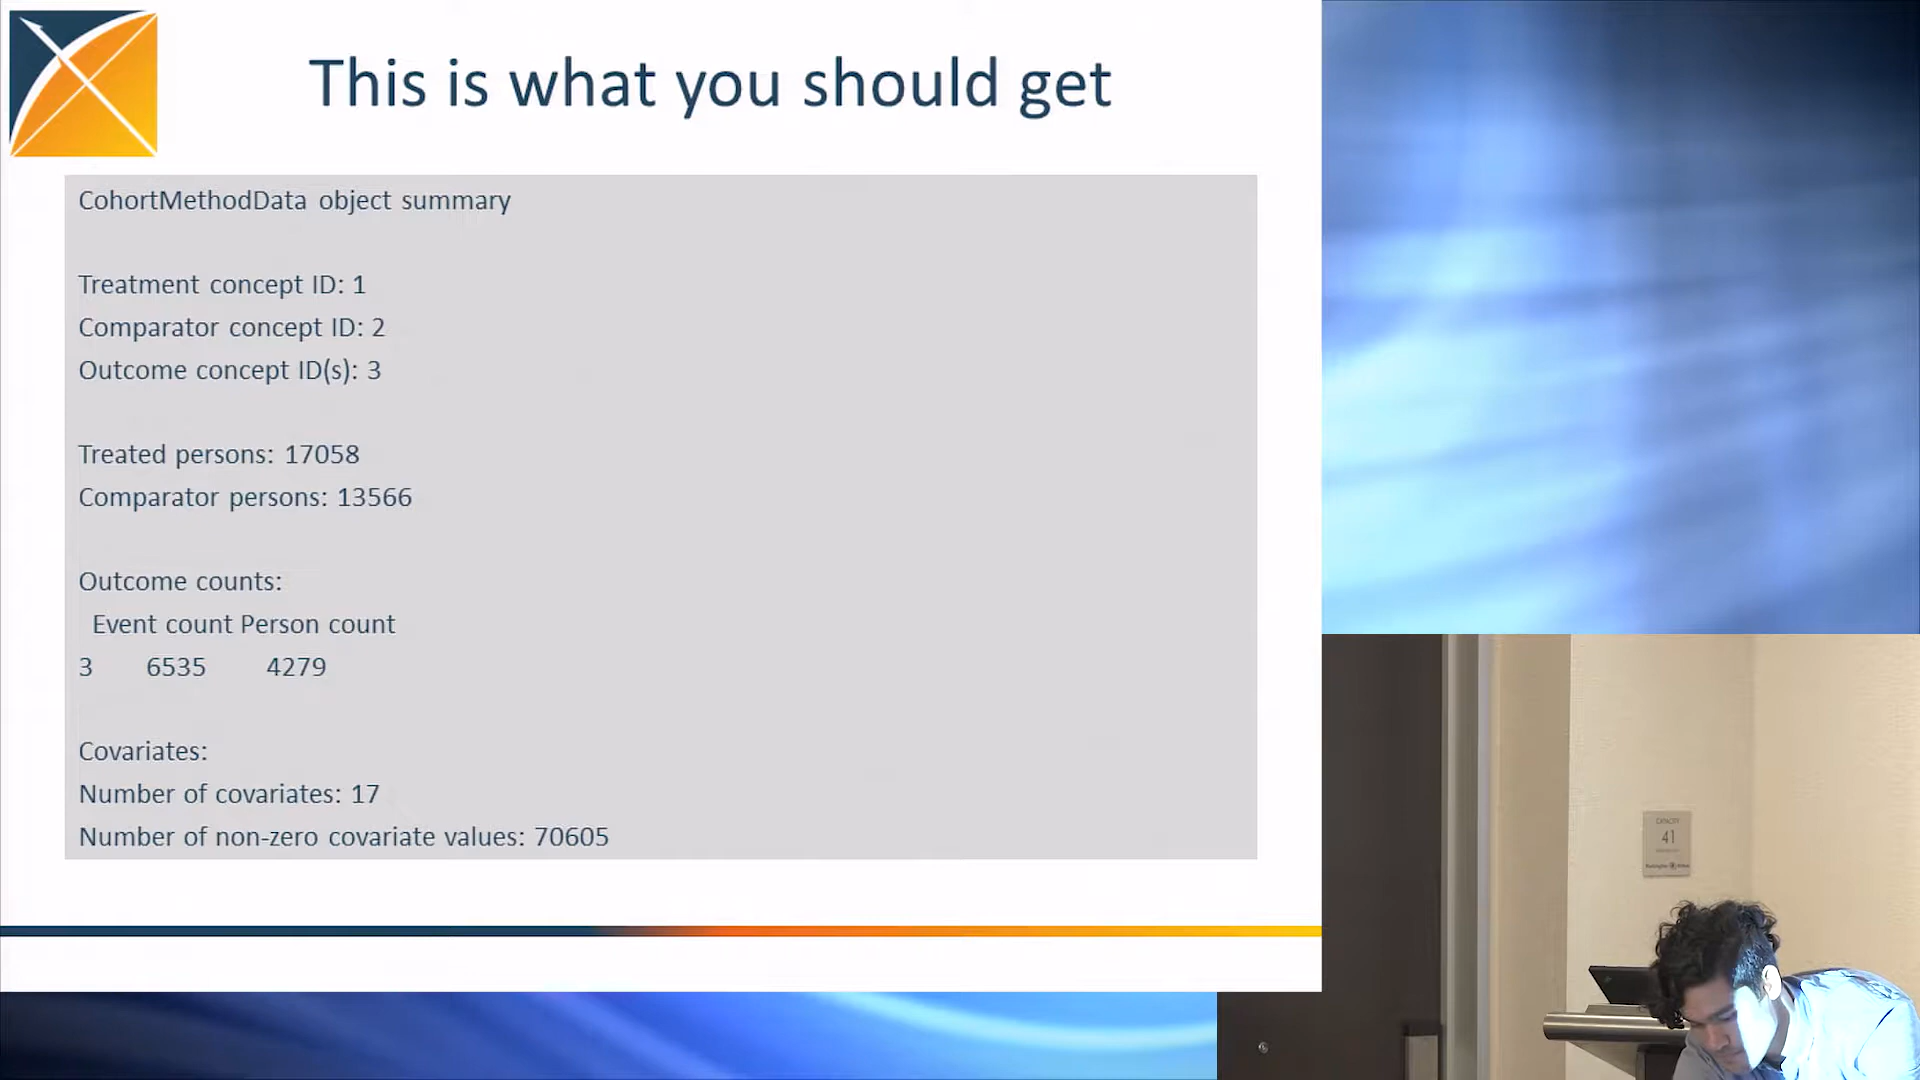 This is what you should get
CohortMethodData object summary
Treatment concept ID: 1
Comparator concept ID: 2
Outcome concept ID(s): 3
Treated persons: 17058
Comparator persons: 13566
Outcome counts:
Event count Person count
3 6535 4279
Covariates:
Number of covariates: 17
Number of non-zero covariate values: 70605
CAPACITY
41